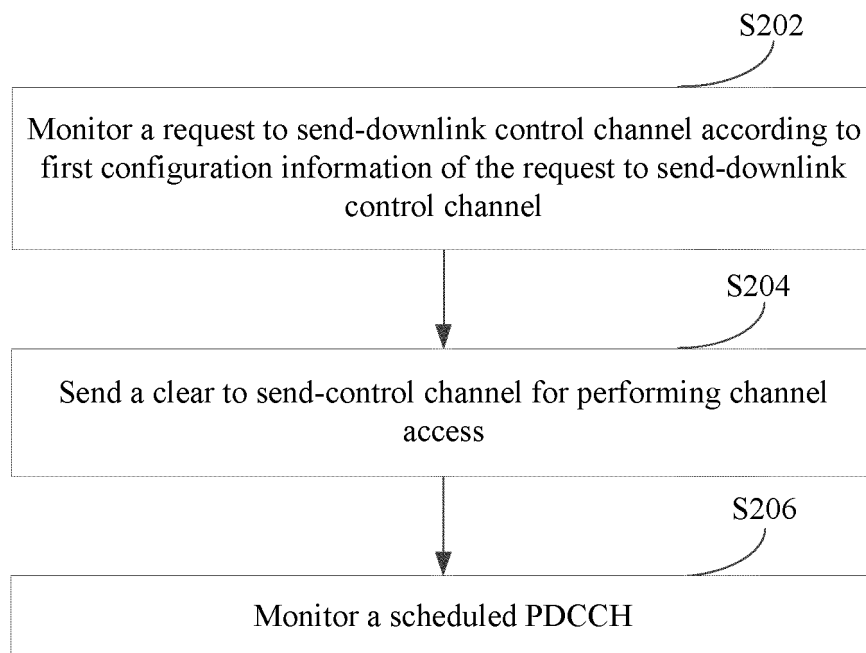 S202
Monitor a request to send-downlink control channel according to
first configuration information of the request to send-downlink
control channel
S204
Send a clear to send-control channel for performing channel
access
S206
Monitor a scheduled PDCCH